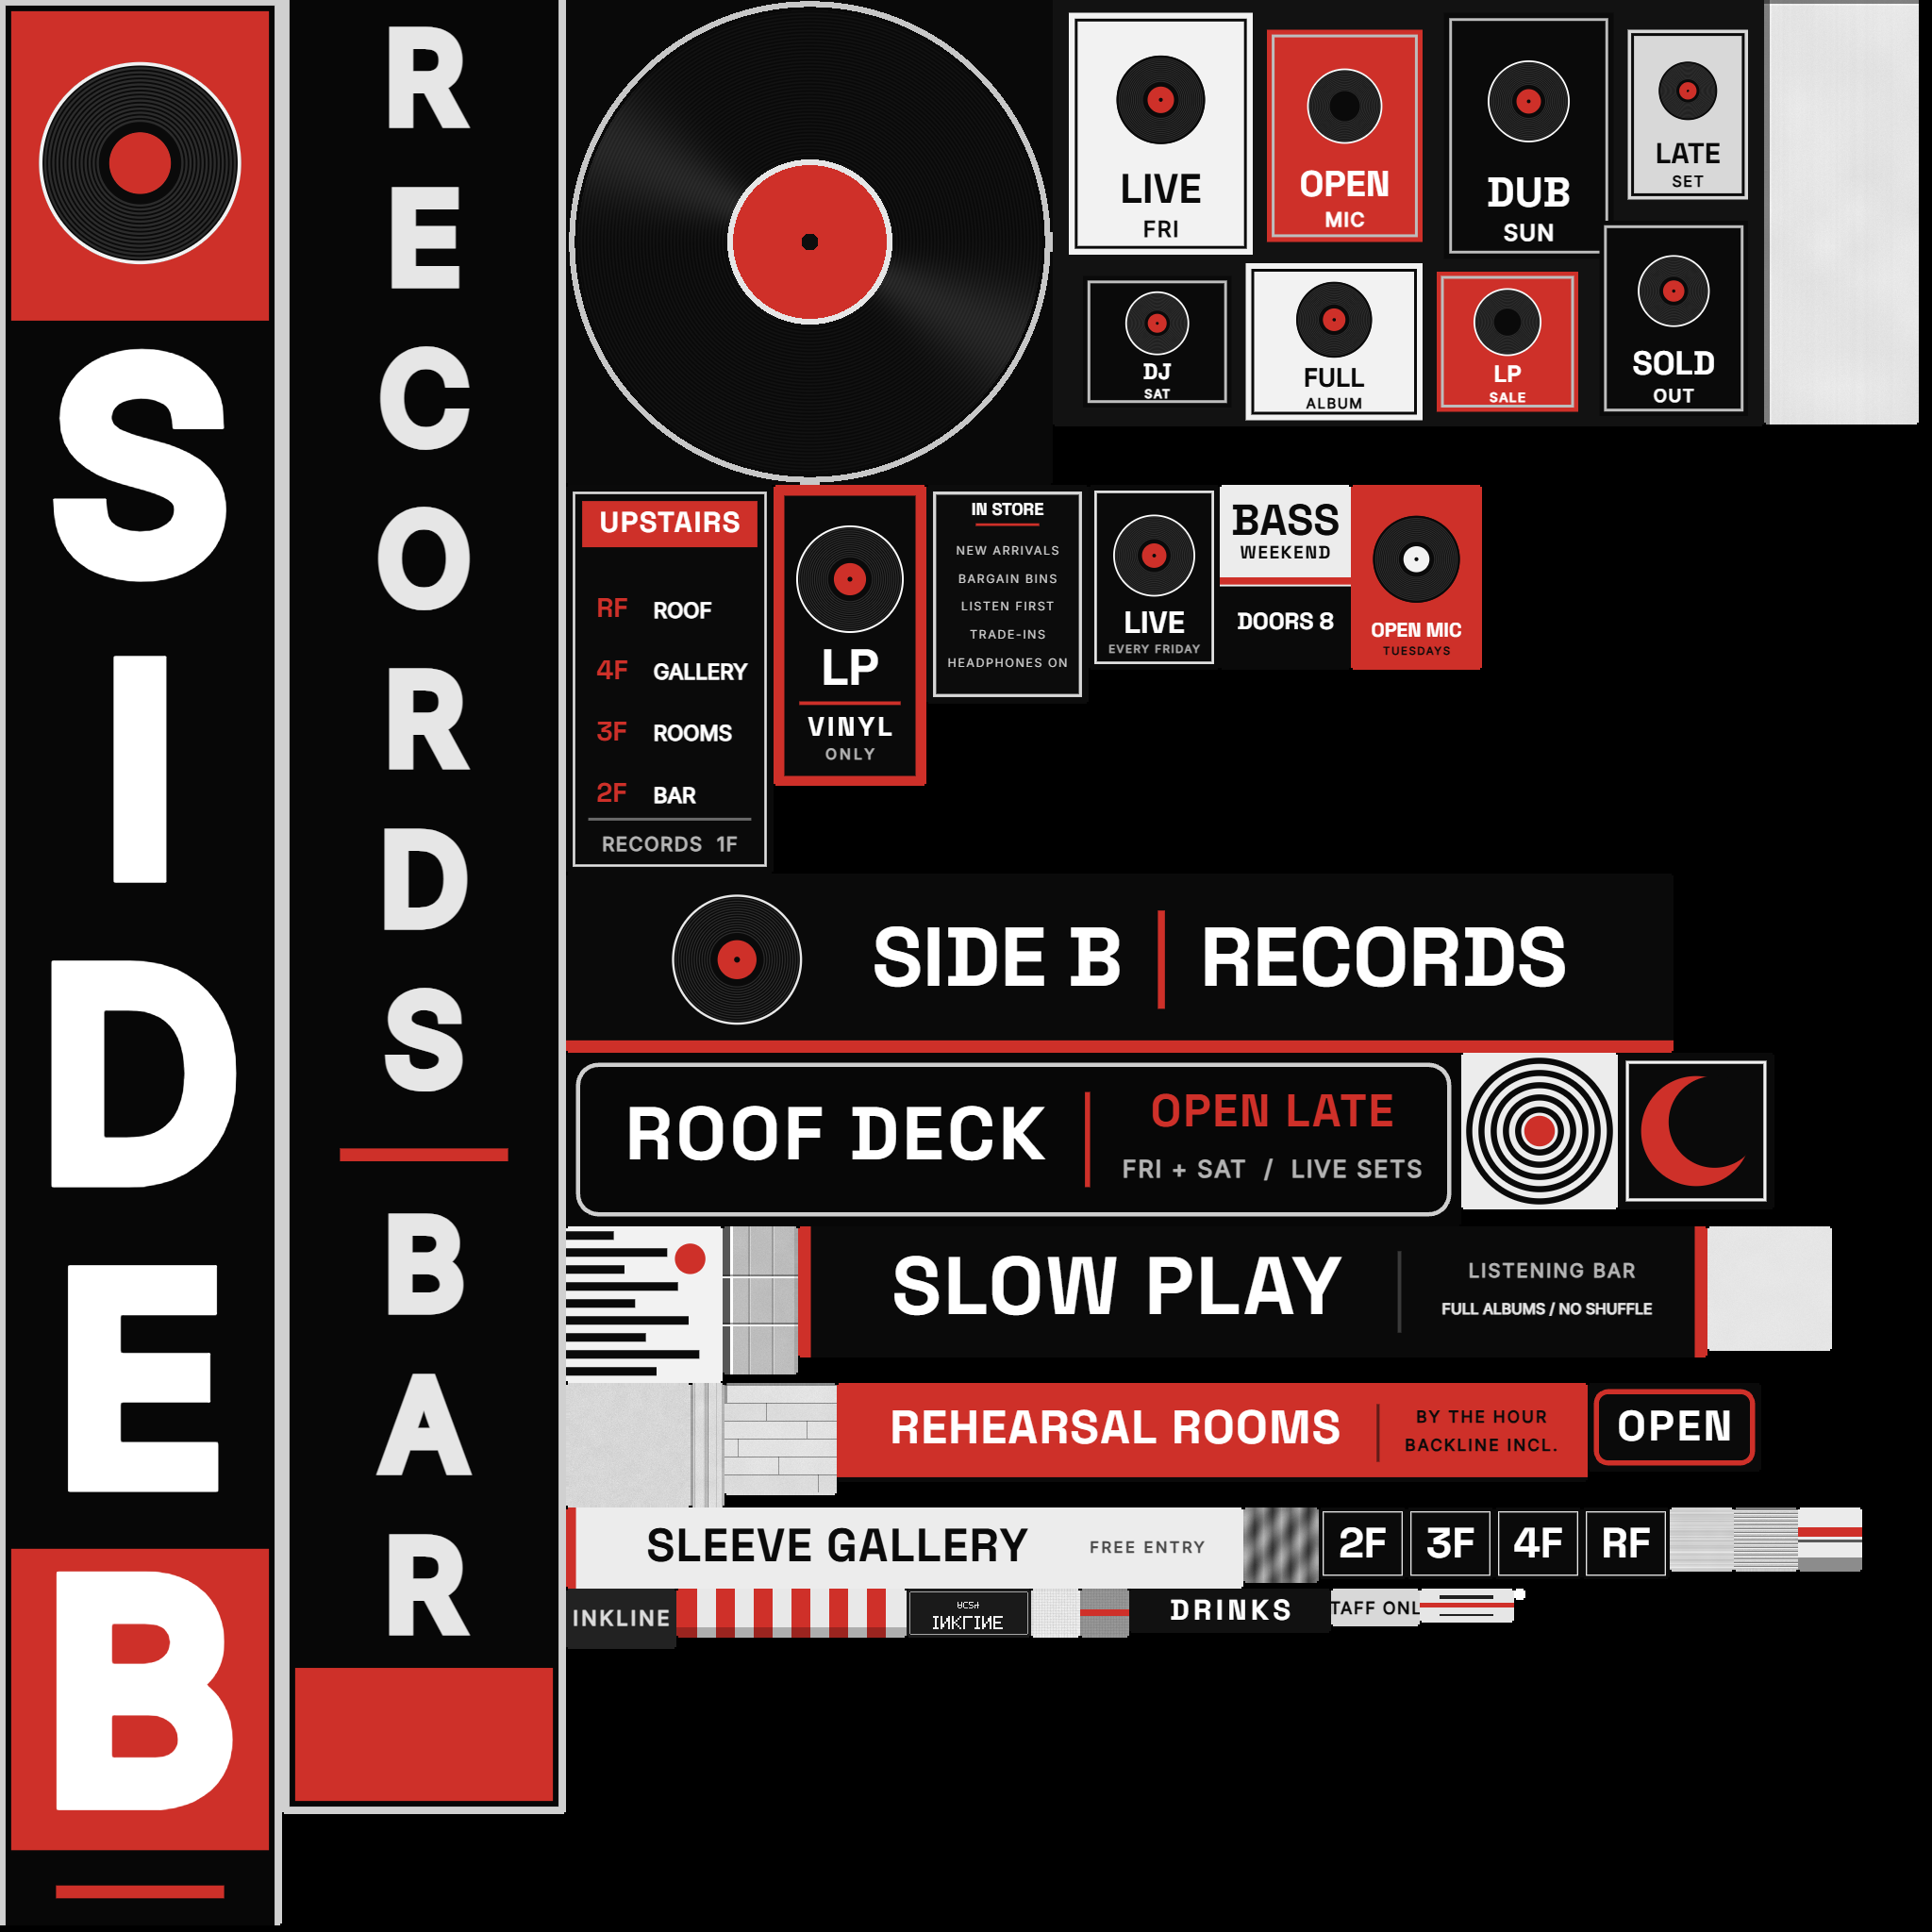 SIDE B
RECORDS
BAR
LIVE
FRI
OPEN
MIC
DUB
SUN
LATE
SET
DJ
SAT
FULL
ALBUM
LP
SALE
SOLD
OUT
UPSTAIRS
RF ROOF
4F GALLERY
3F ROOMS
2F BAR
RECORDS 1F
LP
VINYL
ONLY
IN STORE
NEW ARRIVALS
BARGAIN BINS
LISTEN FIRST
TRADE-INS
HEADPHONES ON
LIVE
EVERY FRIDAY
BASS
WEEKEND
DOORS 8
OPEN MIC
TUESDAYS
SIDE B | RECORDS
ROOF DECK
OPEN LATE
FRI + SAT / LIVE SETS
SLOW PLAY
LISTENING BAR
FULL ALBUMS / NO SHUFFLE
REHEARSAL ROOMS
BY THE HOUR
BACKLINE INCL.
OPEN
SLEEVE GALLERY
FREE ENTRY
2F
3F
4F
RF
INKLINE
INKLINE
DRINKS
TAFF ONL